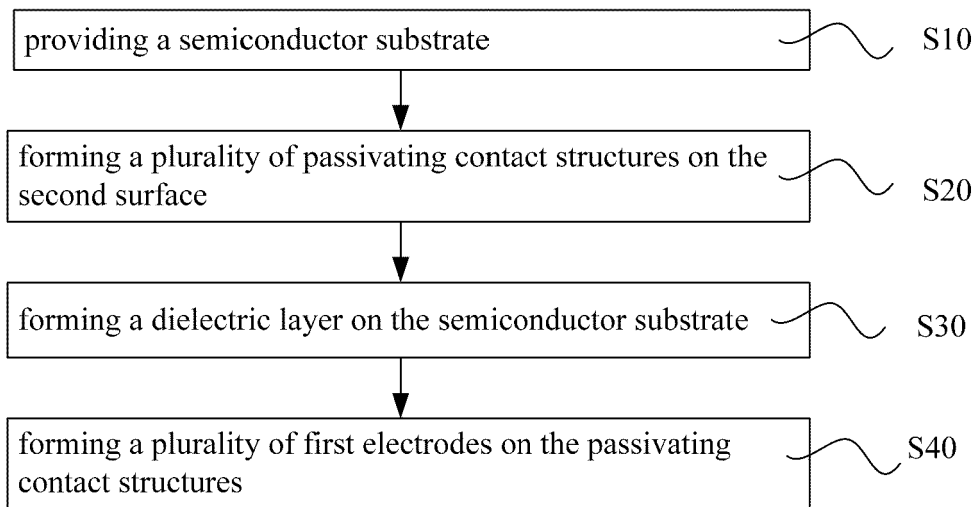 providing a semiconductor substrate
S10
forming a plurality of passivating contact structures on the
second surface
S20
forming a dielectric layer on the semiconductor substrate
S30
forming a plurality of first electrodes on the passivating
contact structures
S40